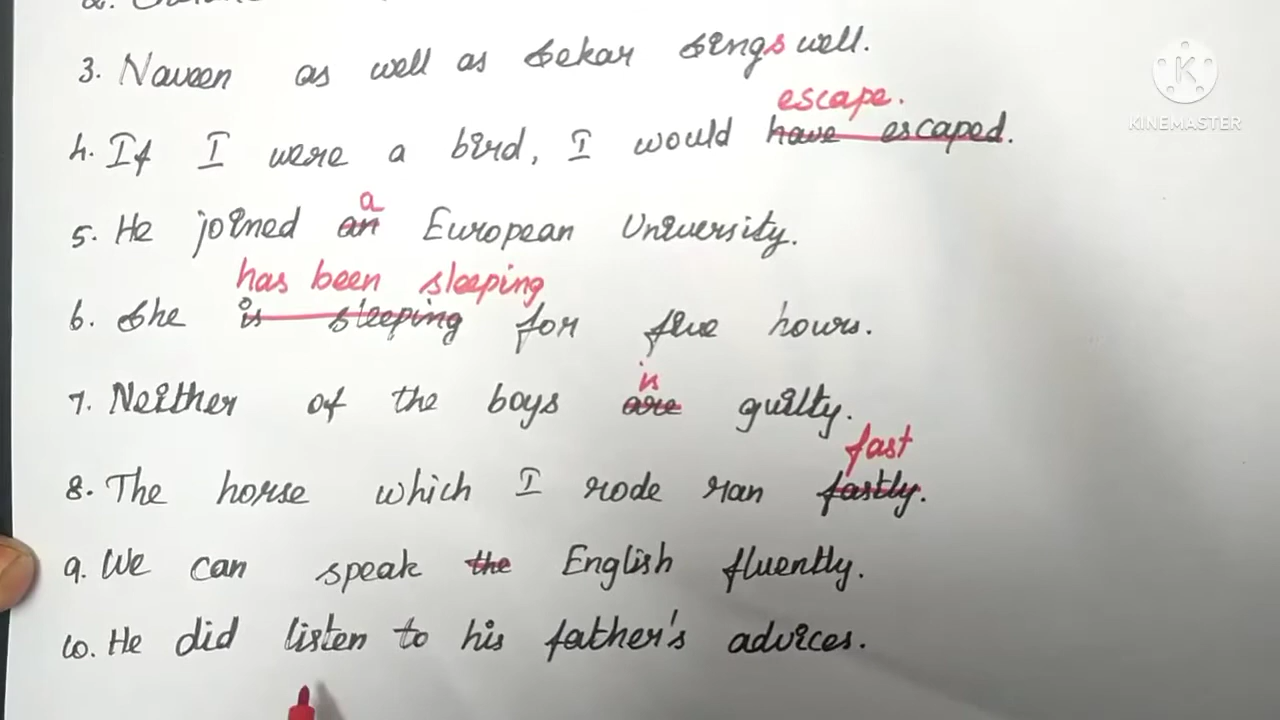 3. Naveen as well as Sekar sings well.
escape.
4. If I were a bird, I would have escaped.
a
5. He joined an European University.
has been sleeping
6. She is sleeping for five hours.
is
7. Neither of the boys are guilty.
fast
8. The horse which I rode ran fastly.
9. We can speak the English fluently.
10. He did listen to his father's advices.
KINEMASTER